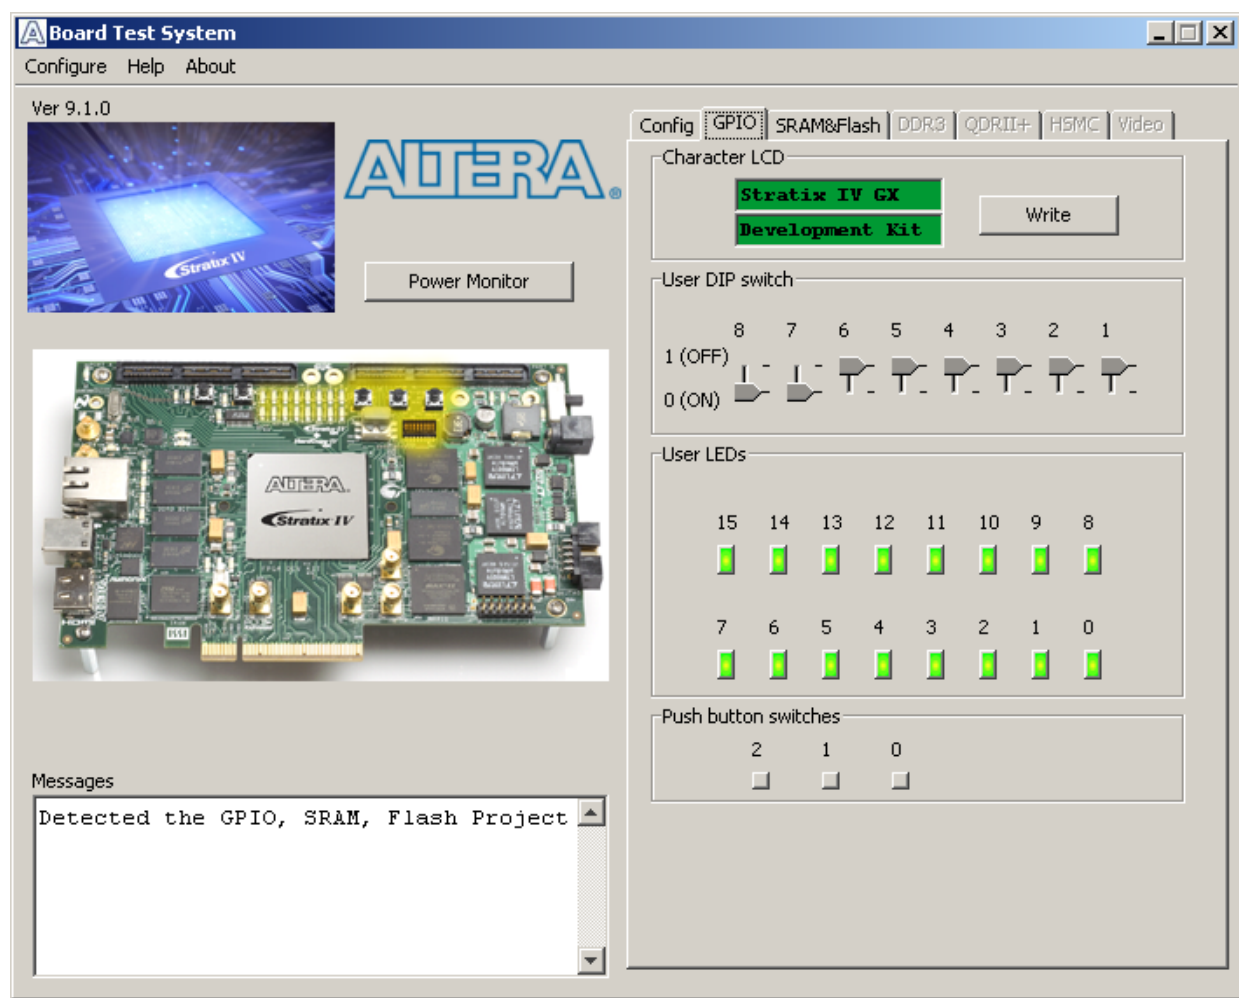 Board Test System
Configure Help About
Ver 9.1.0
Stratix IV
ALTERA®
Power Monitor
ALTERA
Stratix IV
Messages
Detected the GPIO, SRAM, Flash Project
Config GPIO SRAM&Flash DDR3 QDRII+ HSMC Video
Character LCD
Stratix IV GX
Development Kit
Write
User DIP switch
8 7 6 5 4 3 2 1
1 (OFF)
0 (ON)
User LEDs
15 14 13 12 11 10 9 8
7 6 5 4 3 2 1 0
Push button switches
2 1 0